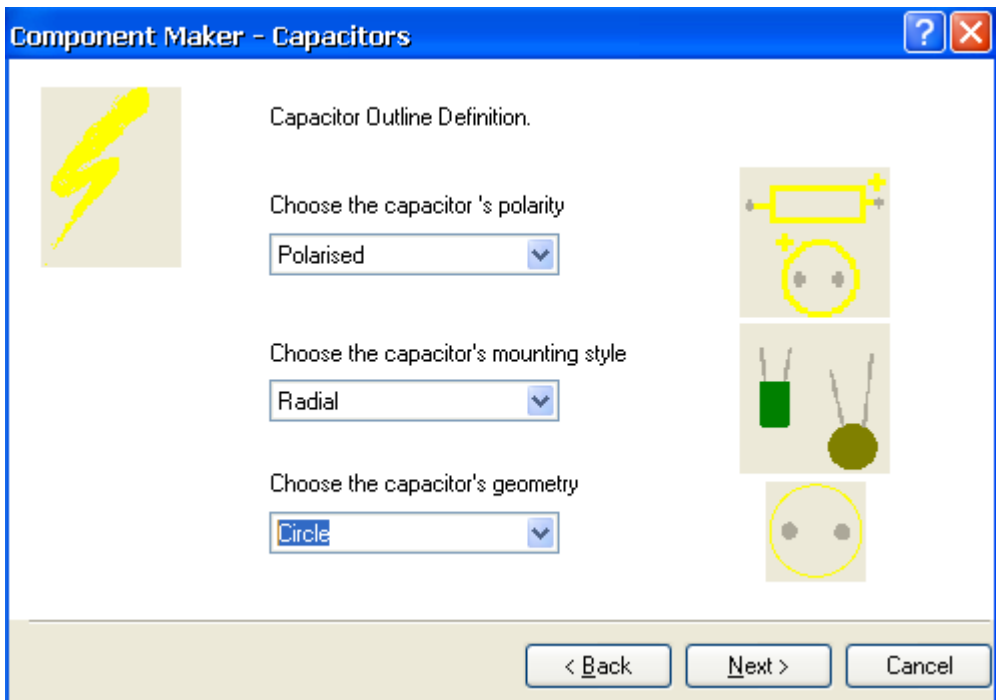 Component Maker - Capacitors
Capacitor Outline Definition.
Choose the capacitor 's polarity
Polarised
Choose the capacitor's mounting style
Radial
Choose the capacitor's geometry
Circle
< Back Next > Cancel